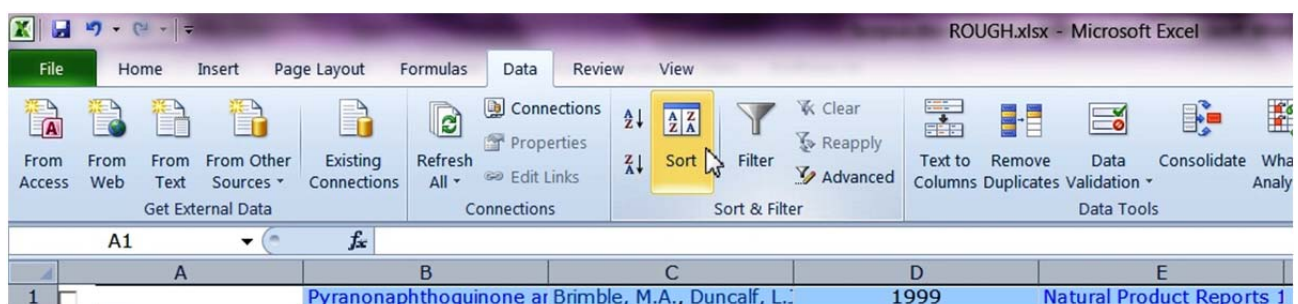 ROUGH.xlsx - Microsoft Excel
File Home Insert Page Layout Formulas Data Review View
From Access
From Web
From Text
From Other Sources
Existing Connections
Get External Data
Refresh All
Connections
Properties
Edit Links
Connections
A Z
Z A
Sort
Filter
Clear
Reapply
Advanced
Sort & Filter
Text to Columns
Remove Duplicates
Data Validation
Consolidate
Wha
Analy
Data Tools
A1 fx
A B C D E
1 Pyranonaphthoquinone ar Brimble, M.A., Duncalf, L. 1999 Natural Product Reports 1